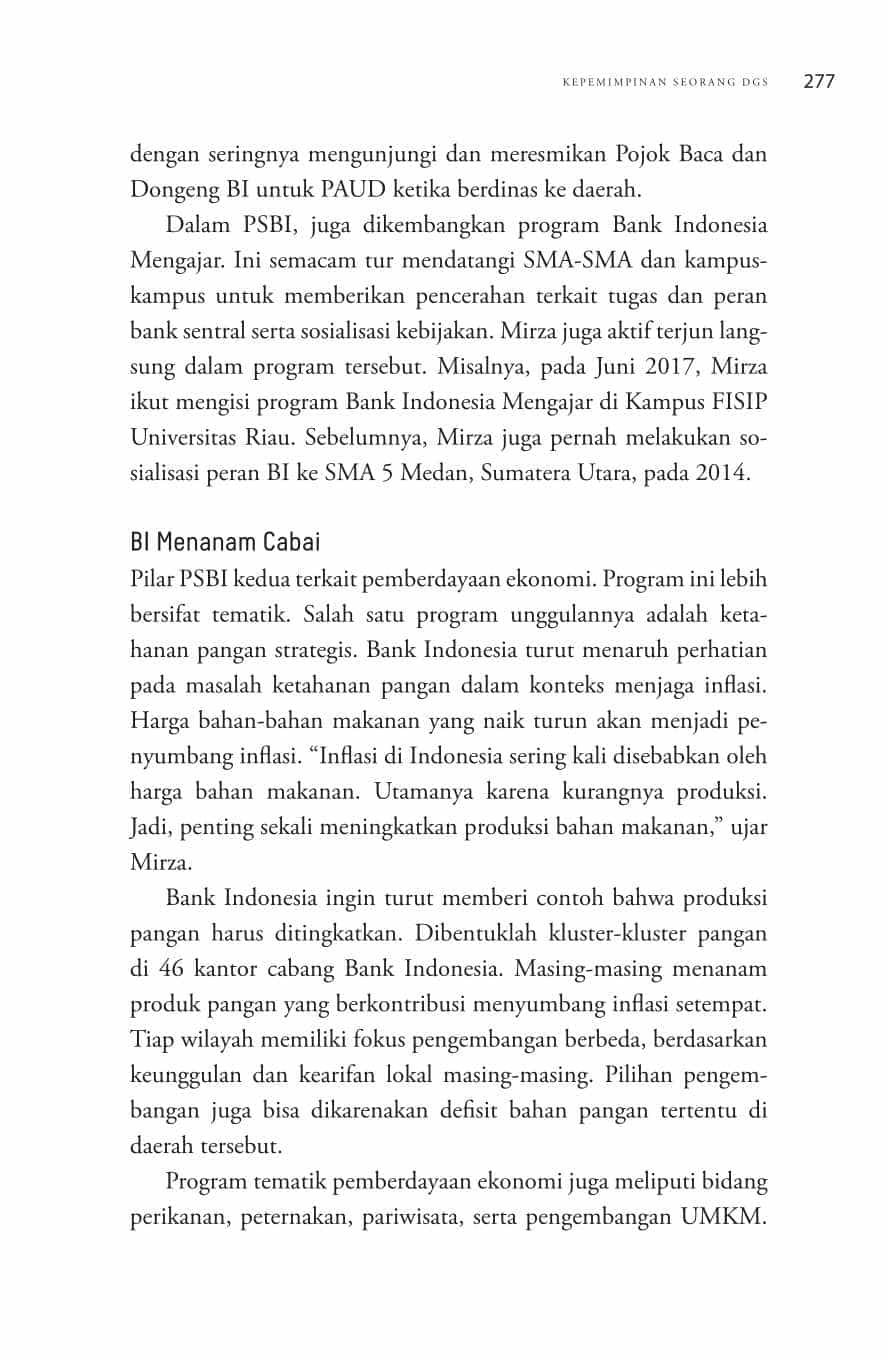 KEPEMIMPINAN SEORANG DGS 277
dengan seringnya mengunjungi dan meresmikan Pojok Baca dan
Dongeng BI untuk PAUD ketika berdinas ke daerah.
Dalam PSBI, juga dikembangkan program Bank Indonesia
Mengajar. Ini semacam tur mendatangi SMA-SMA dan kampus-
kampus untuk memberikan pencerahan terkait tugas dan peran
bank sentral serta sosialisasi kebijakan. Mirza juga aktif terjun lang-
sung dalam program tersebut. Misalnya, pada Juni 2017, Mirza
ikut mengisi program Bank Indonesia Mengajar di Kampus FISIP
Universitas Riau. Sebelumnya, Mirza juga pernah melakukan so-
sialisasi peran BI ke SMA 5 Medan, Sumatera Utara, pada 2014.
BI Menanam Cabai
Pilar PSBI kedua terkait pemberdayaan ekonomi. Program ini lebih
bersifat tematik. Salah satu program unggulannya adalah keta-
hanan pangan strategis. Bank Indonesia turut menaruh perhatian
pada masalah ketahanan pangan dalam konteks menjaga inflasi.
Harga bahan-bahan makanan yang naik turun akan menjadi pe-
nyumbang inflasi. “Inflasi di Indonesia sering kali disebabkan oleh
harga bahan makanan. Utamanya karena kurangnya produksi.
Jadi, penting sekali meningkatkan produksi bahan makanan,” ujar
Mirza.
Bank Indonesia ingin turut memberi contoh bahwa produksi
pangan harus ditingkatkan. Dibentuklah kluster-kluster pangan
di 46 kantor cabang Bank Indonesia. Masing-masing menanam
produk pangan yang berkontribusi menyumbang inflasi setempat.
Tiap wilayah memiliki fokus pengembangan berbeda, berdasarkan
keunggulan dan kearifan lokal masing-masing. Pilihan pengem-
bangan juga bisa dikarenakan defisit bahan pangan tertentu di
daerah tersebut.
Program tematik pemberdayaan ekonomi juga meliputi bidang
perikanan, peternakan, pariwisata, serta pengembangan UMKM.